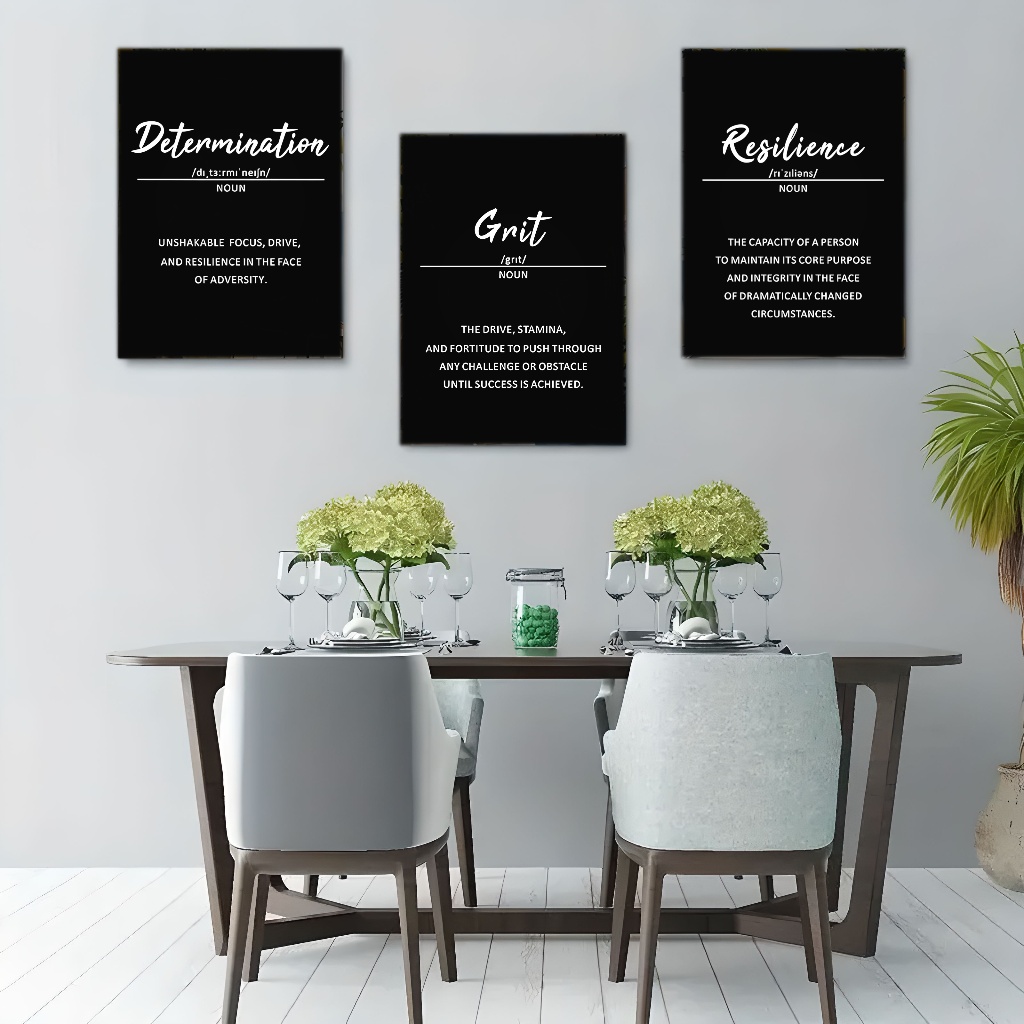 Determination
/dɪˌtɜːrmɪˈneɪʃn/
NOUN
UNSHAKABLE FOCUS, DRIVE,
AND RESILIENCE IN THE FACE
OF ADVERSITY.
Grit
/ɡrɪt/
NOUN
THE DRIVE, STAMINA,
AND FORTITUDE TO PUSH THROUGH
ANY CHALLENGE OR OBSTACLE
UNTIL SUCCESS IS ACHIEVED.
Resilience
/rɪˈzɪliəns/
NOUN
THE CAPACITY OF A PERSON
TO MAINTAIN ITS CORE PURPOSE
AND INTEGRITY IN THE FACE
OF DRAMATICALLY CHANGED
CIRCUMSTANCES.